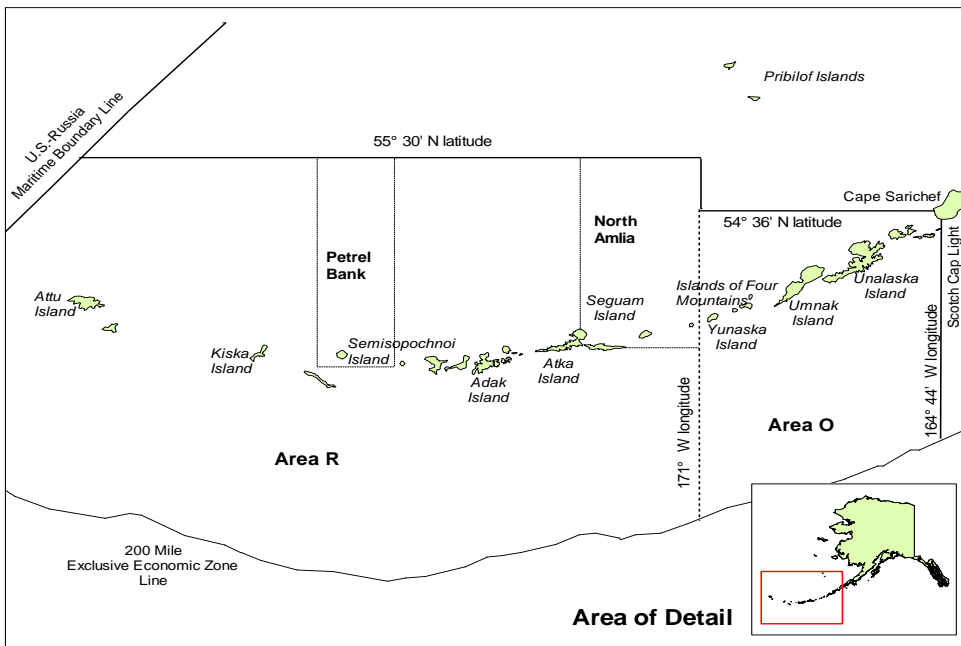 Pribilof Islands
U.S.-Russia
Maritime Boundary Line
55° 30' N latitude
Cape Sarichef
54° 36' N latitude
Scotch Cap Light
North
Amlia
Petrel
Bank
Unalaska
Island
Islands of Four
Mountains
Umnak
Island
Attu
Island
Seguam
Island
Yunaska
Island
Semisopochnoi
Island
Kiska
Island
Adak
Island
Atka
Island
164° 44' W longitude
Area O
Area R
171° W longitude
200 Mile
Exclusive Economic Zone
Line
Area of Detail